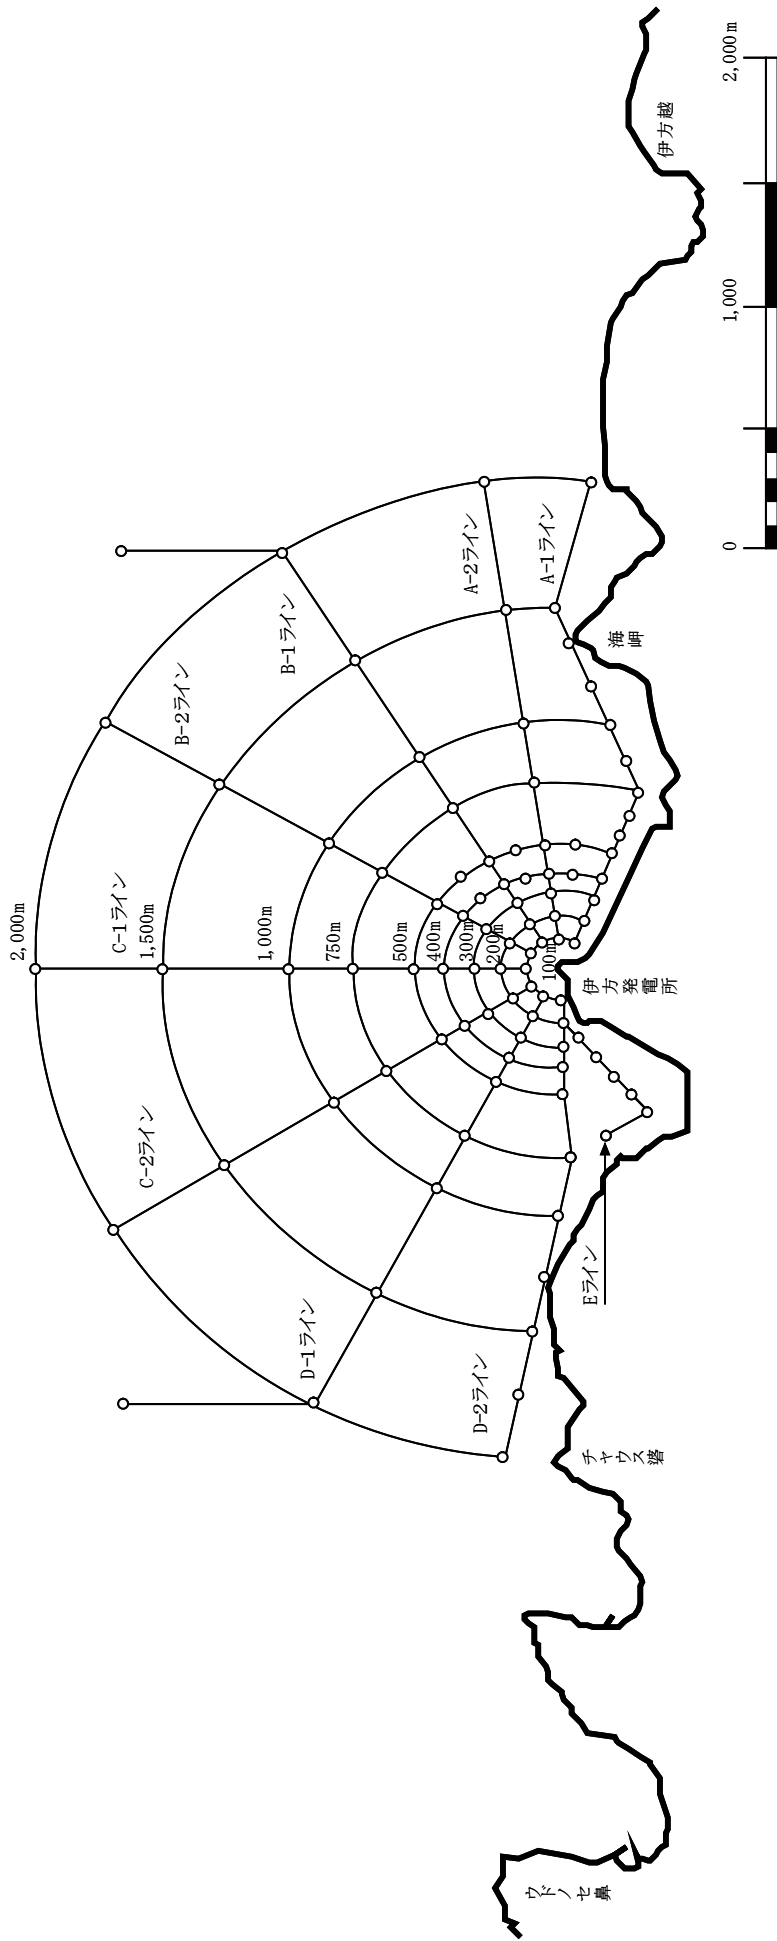 2,000m
C-1ライン
1,500m
1,000m
750m
500m
400m
300m
200m
100m
B-2ライン
B-1ライン
A-2ライン
A-1ライン
C-2ライン
D-1ライン
D-2ライン
Eライン
伊方越
海岬
伊方発電所
チャウス碆
ウドノセ鼻
0
1,000
2,000m